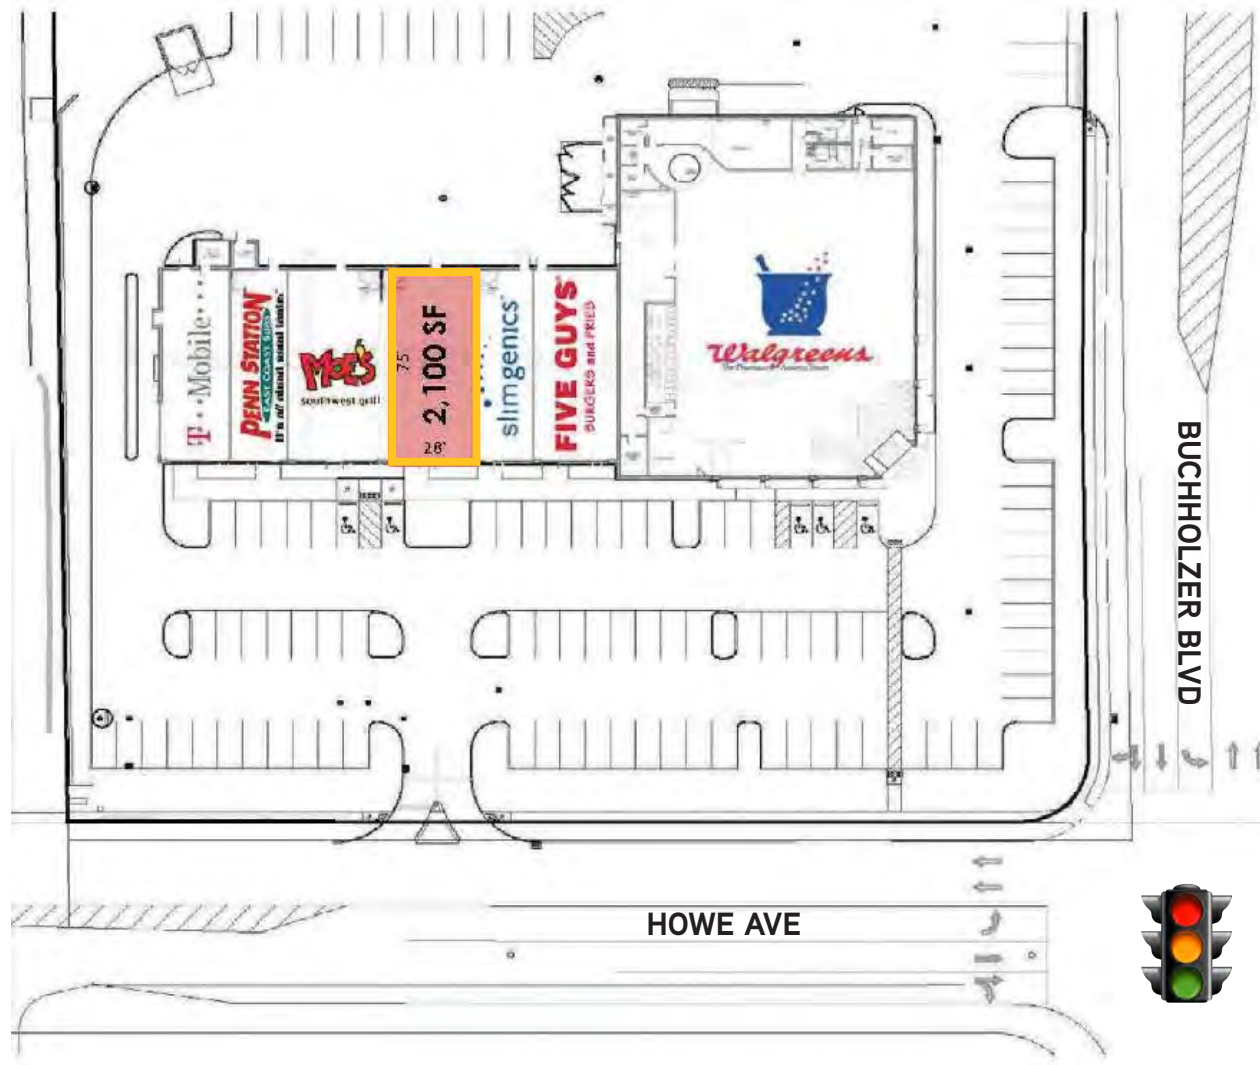 T··Mobile·
PENN STATION
EAST COAST SUBS
MOE'S
southwest grill
75'
2,100 SF
28'
slimgenics
FIVE GUYS
BURGERS and FRIES
Walgreens
BUCHHOLZER BLVD
HOWE AVE